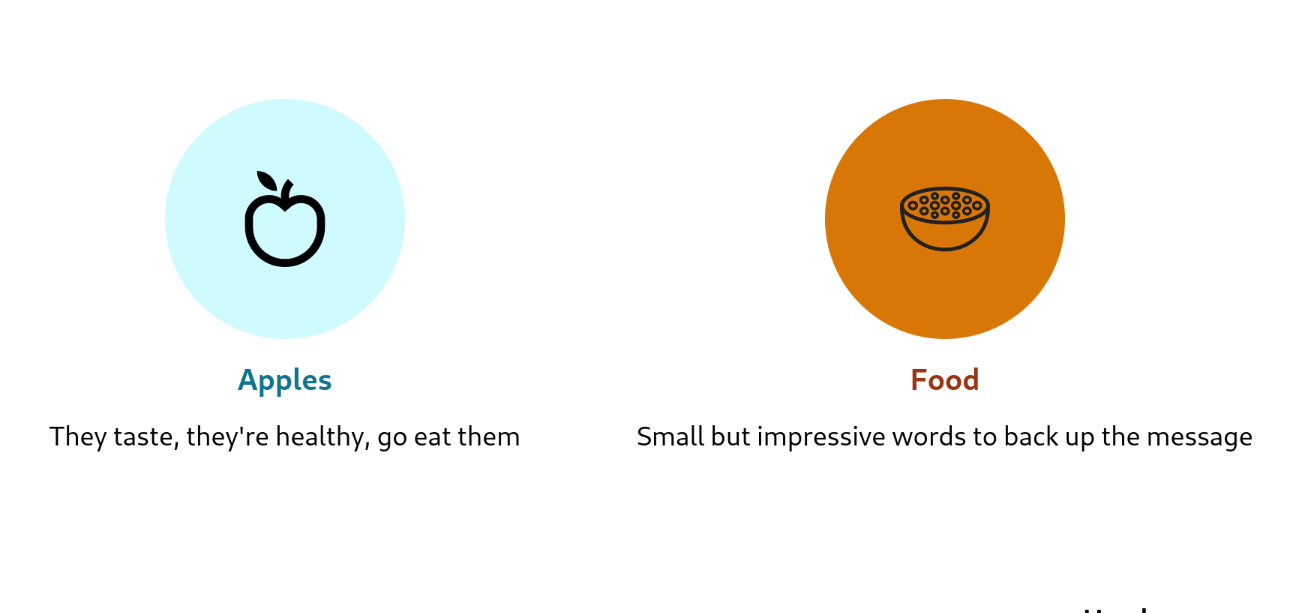 Apples
Food
They taste, they're healthy, go eat them
Small but impressive words to back up the message